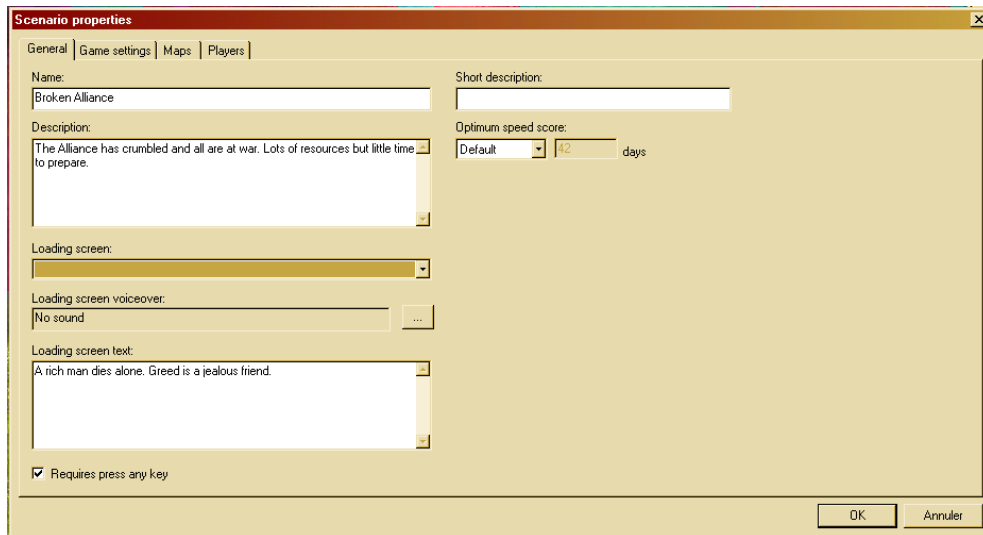 Scenario properties
General Game settings Maps Players
Name:
Broken Alliance
Short description:
Description:
The Alliance has crumbled and all are at war. Lots of resources but little time
to prepare.
Optimum speed score:
Default 42 days
Loading screen:
Loading screen voiceover:
No sound ...
Loading screen text:
A rich man dies alone. Greed is a jealous friend.
Requires press any key
OK Annuler